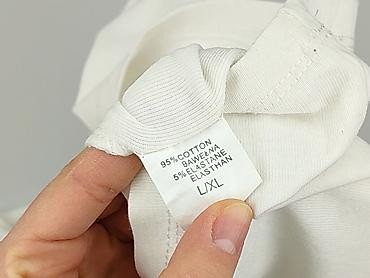 95% COTTON
BAWEŁNA
5% ELASTANE
ELASTHAN
L/XL